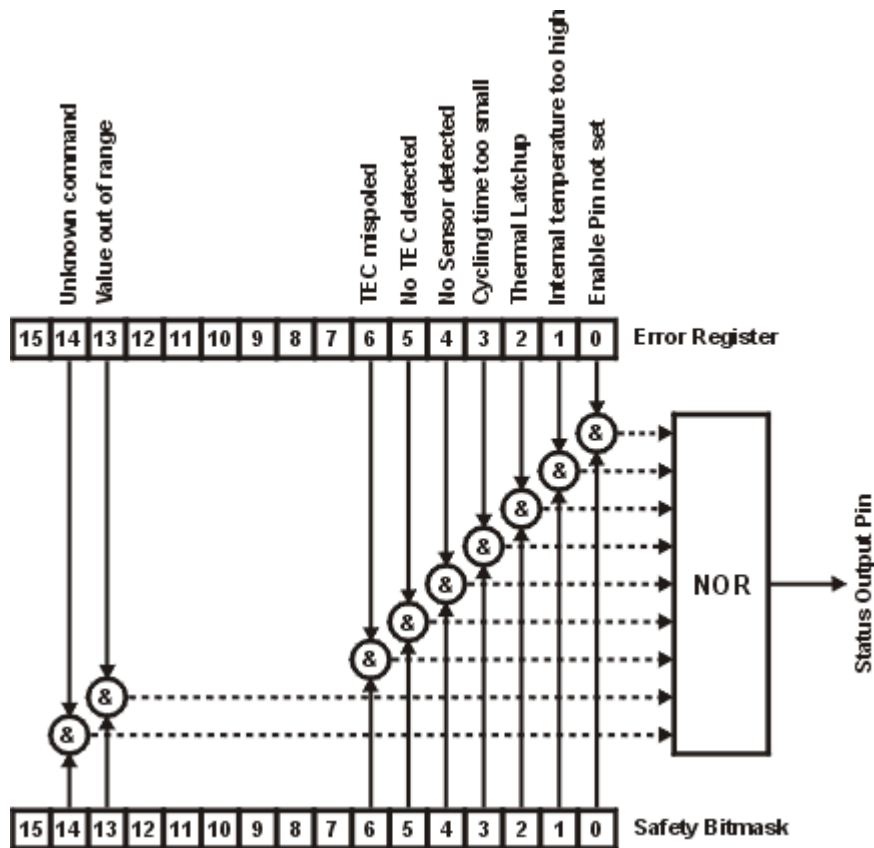 Unknown command
Value out of range
TEC mispoled
No TEC detected
No Sensor detected
Cycling time too small
Thermal Latchup
Internal temperature too high
Enable Pin not set
15 14 13 12 11 10 9 8 7 6 5 4 3 2 1 0 Error Register
&
&
&
&
&
&
&
&
&
NOR
Status Output Pin
15 14 13 12 11 10 9 8 7 6 5 4 3 2 1 0 Safety Bitmask